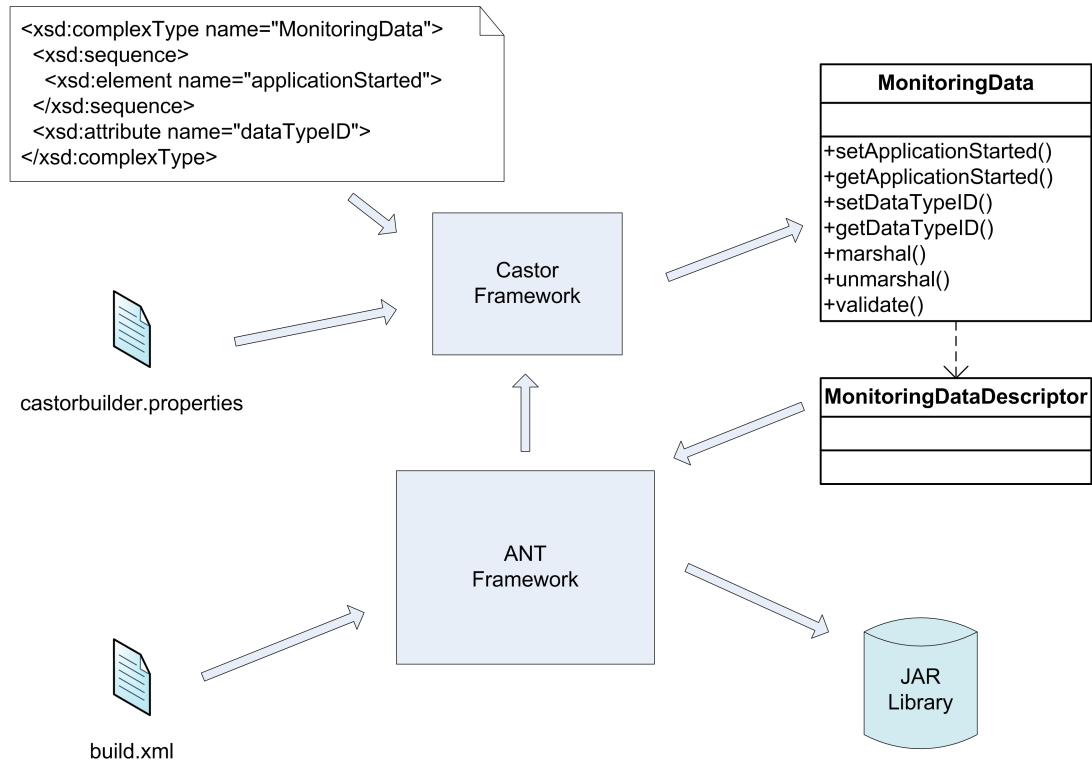 <xsd:complexType name="MonitoringData">
<xsd:sequence>
<xsd:element name="applicationStarted">
</xsd:sequence>
<xsd:attribute name="dataTypeID">
</xsd:complexType>
MonitoringData
+setApplicationStarted()
+getApplicationStarted()
+setDataTypeID()
+getDataTypeID()
+marshal()
+unmarshal()
+validate()
Castor
Framework
castorbuilder.properties
MonitoringDataDescriptor
ANT
Framework
JAR
Library
build.xml